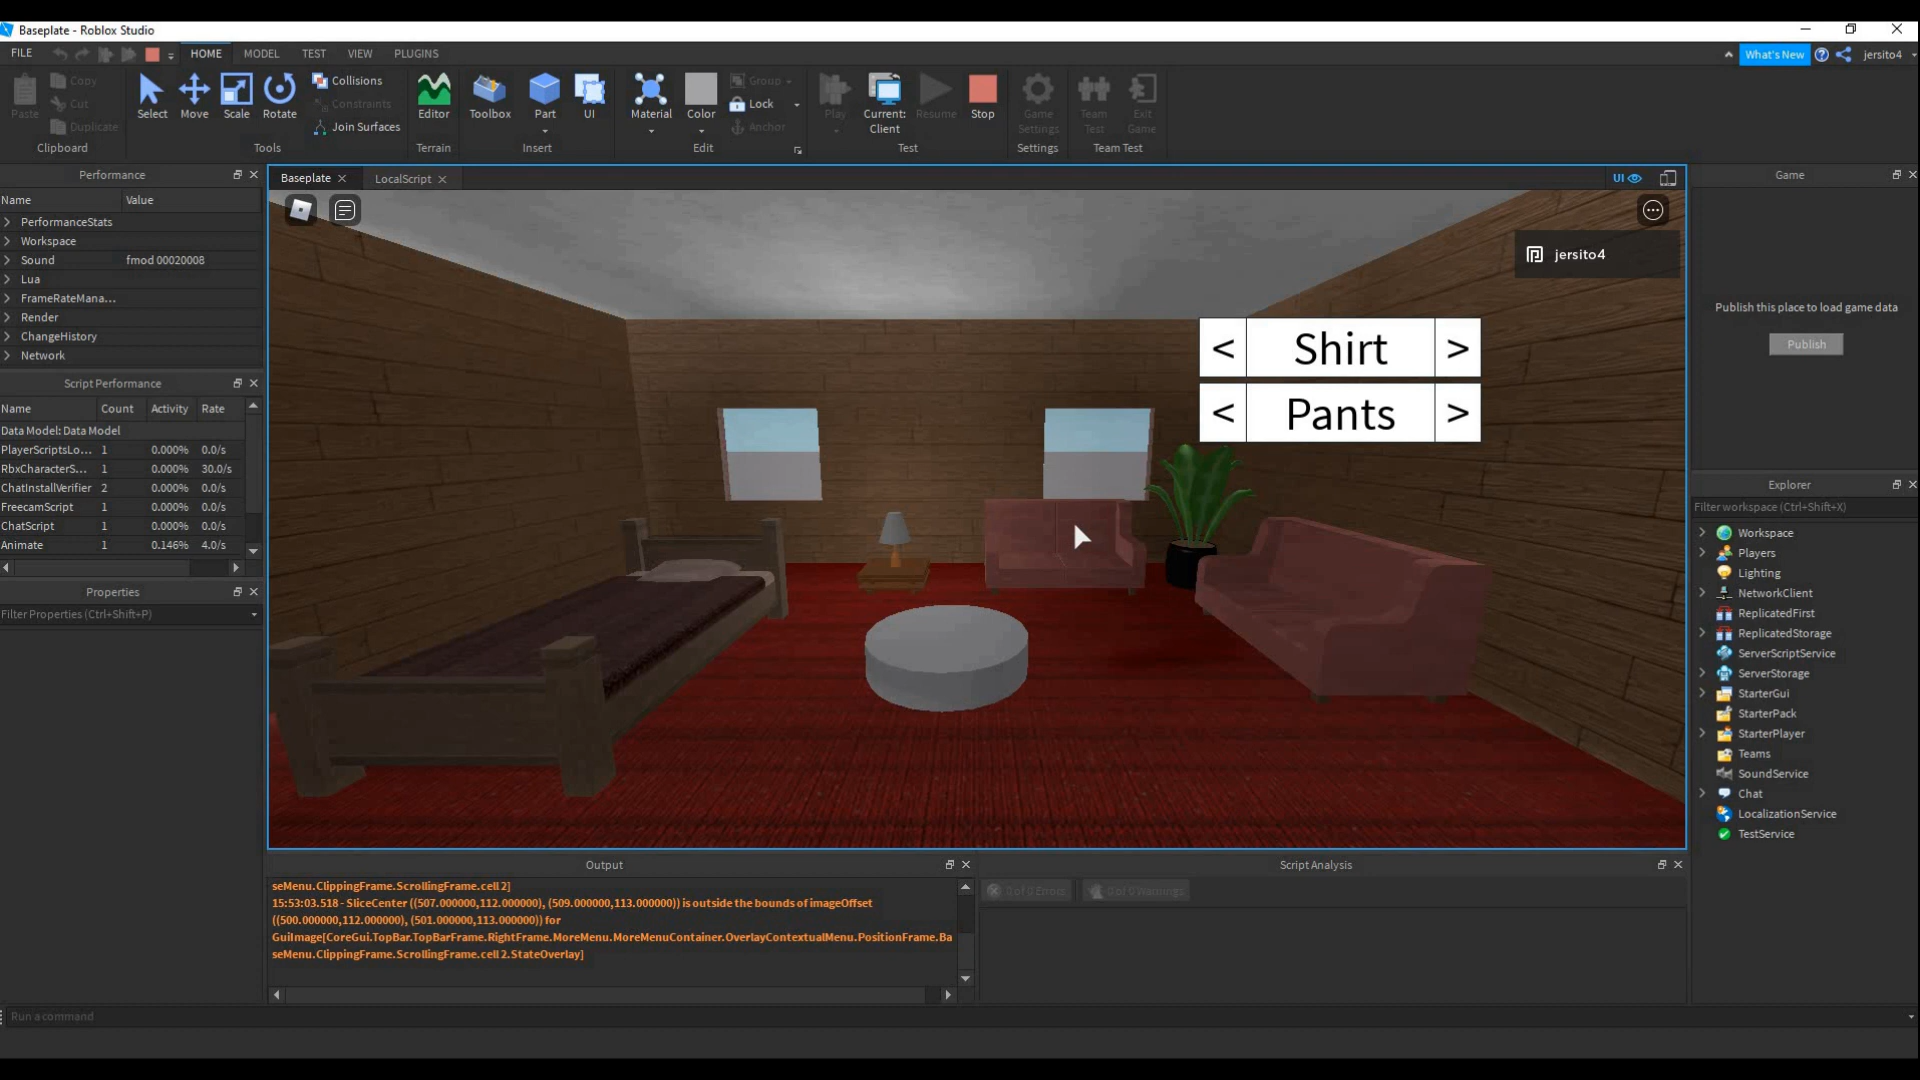 Baseplate - Roblox Studio
FILE
HOME
MODEL
TEST
VIEW
PLUGINS
What's New
jersito4
Paste
Copy
Cut
Duplicate
Clipboard
Select
Move
Scale
Rotate
Collisions
Constraints
Join Surfaces
Tools
Editor
Terrain
Toolbox
Part
UI
Insert
Material
Color
Group
Lock
Anchor
Edit
Play
Current:
Client
Resume
Stop
Test
Game
Settings
Settings
Team
Test
Exit
Game
Team Test
Performance
Name Value
PerformanceStats
Workspace
Sound fmod 00020008
Lua
FrameRateMana...
Render
ChangeHistory
Network
Script Performance
Name Count Activity Rate
Data Model: Data Model
PlayerScriptsLo... 1 0.000% 0.0/s
RbxCharacterS... 1 0.000% 30.0/s
ChatInstallVerifier 2 0.000% 0.0/s
FreecamScript 1 0.000% 0.0/s
ChatScript 1 0.000% 0.0/s
Animate 1 0.146% 4.0/s
Properties
Filter Properties (Ctrl+Shift+P)
Baseplate
LocalScript
UI
jersito4
< Shirt >
< Pants >
Game
Publish this place to load game data
Publish
Explorer
Filter workspace (Ctrl+Shift+X)
Workspace
Players
Lighting
NetworkClient
ReplicatedFirst
ReplicatedStorage
ServerScriptService
ServerStorage
StarterGui
StarterPack
StarterPlayer
Teams
SoundService
Chat
LocalizationService
TestService
Output
seMenu.ClippingFrame.ScrollingFrame.cell 2]
15:53:03.518 - SliceCenter ((507.000000,112.000000), (509.000000,113.000000)) is outside the bounds of imageOffset
((500.000000,112.000000), (501.000000,113.000000)) for
GuiImage[CoreGui.TopBar.TopBarFrame.RightFrame.MoreMenu.MoreMenuContainer.OverlayContextualMenu.PositionFrame.Ba
seMenu.ClippingFrame.ScrollingFrame.cell 2.StateOverlay]
Script Analysis
0 of 0 Errors
0 of 0 Warnings
Run a command